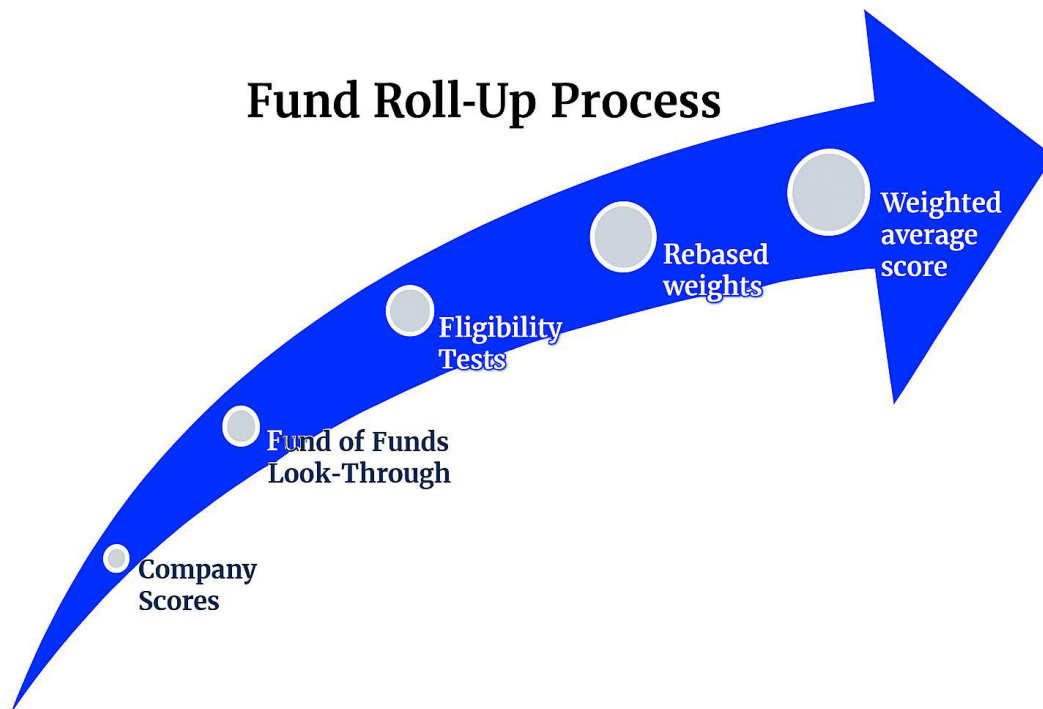 Fund Roll-Up Process
Weighted
average
score
Rebased
weights
Fligibility
Tests
Fund of Funds
Look-Through
Company
Scores